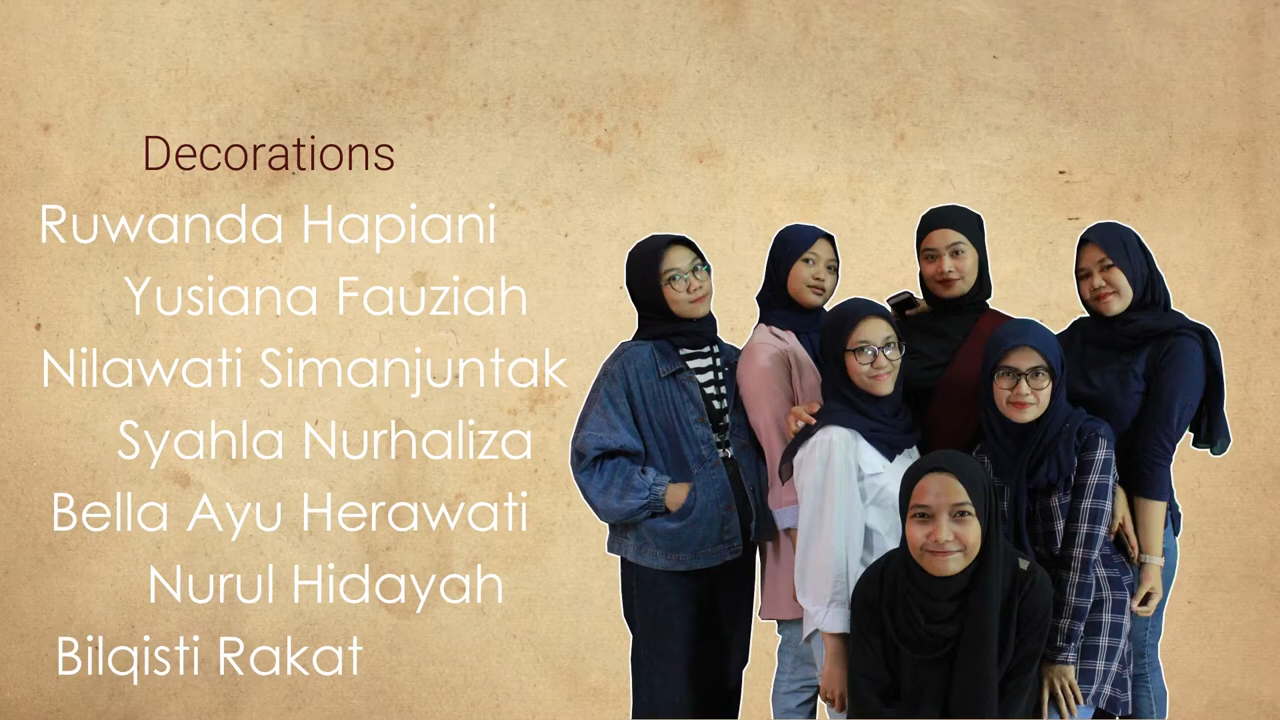 Decorations
Ruwanda Hapiani
Yusiana Fauziah
Nilawati Simanjuntak
Syahla Nurhaliza
Bella Ayu Herawati
Nurul Hidayah
Bilqisti Rakat